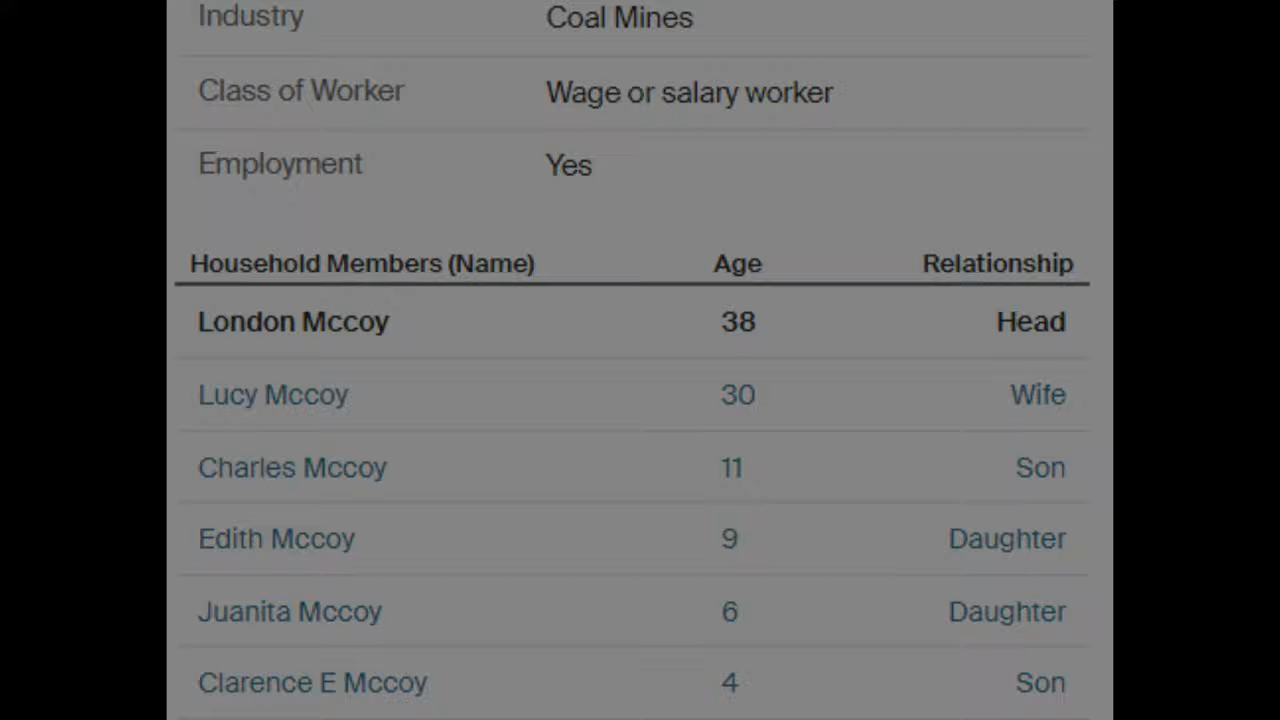 Industry Coal Mines
Class of Worker Wage or salary worker
Employment Yes
Household Members (Name) Age Relationship
London Mccoy 38 Head
Lucy Mccoy 30 Wife
Charles Mccoy 11 Son
Edith Mccoy 9 Daughter
Juanita Mccoy 6 Daughter
Clarence E Mccoy 4 Son